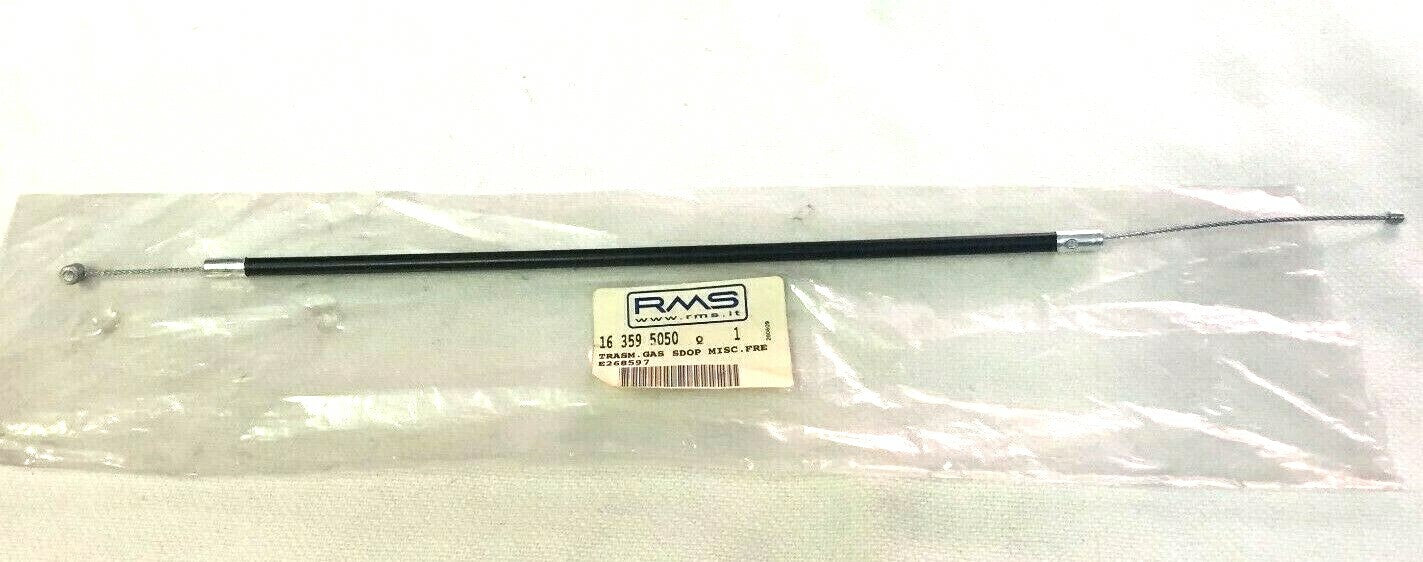 RMS
www.rms.it
16 359 5050 Q 1
TRASM.GAS SDOP MISC.FRE
E268597